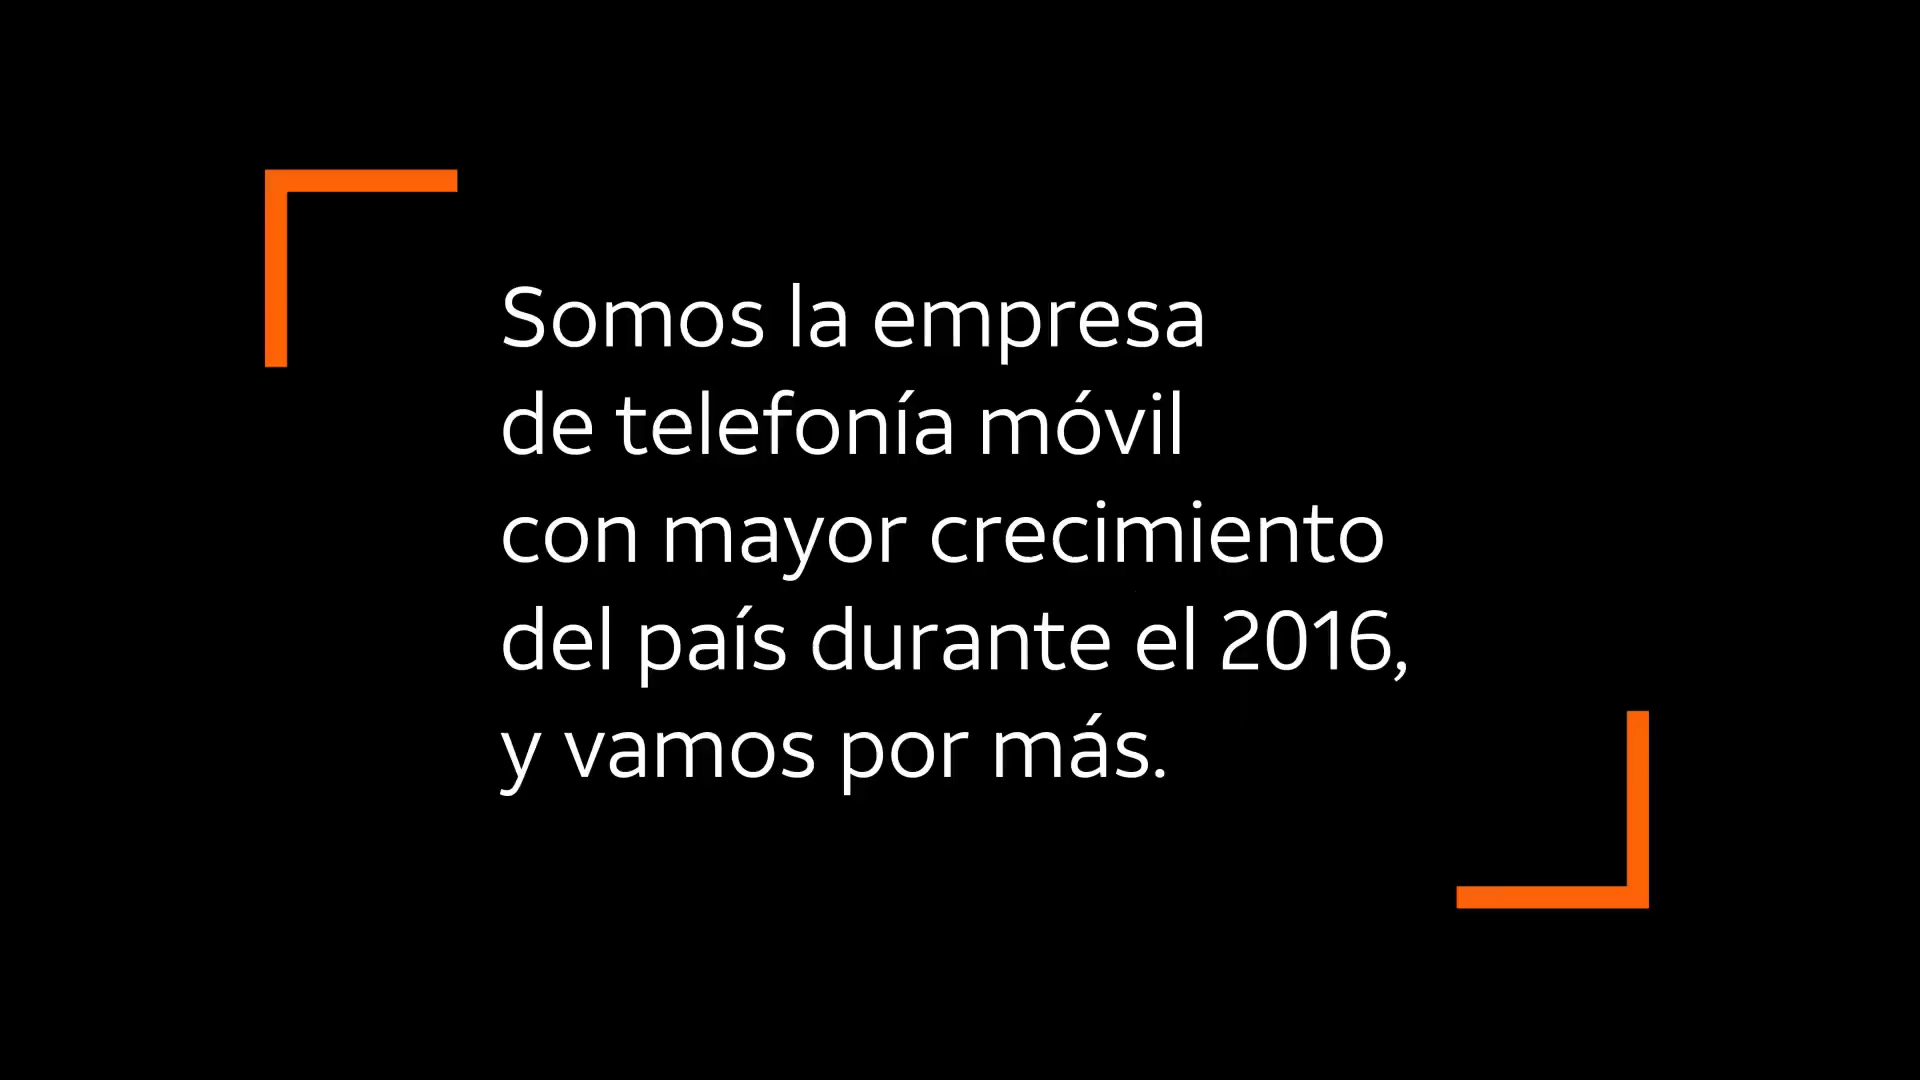 Somos la empresa
de telefonía móvil
con mayor crecimiento
del país durante el 2016,
y vamos por más.